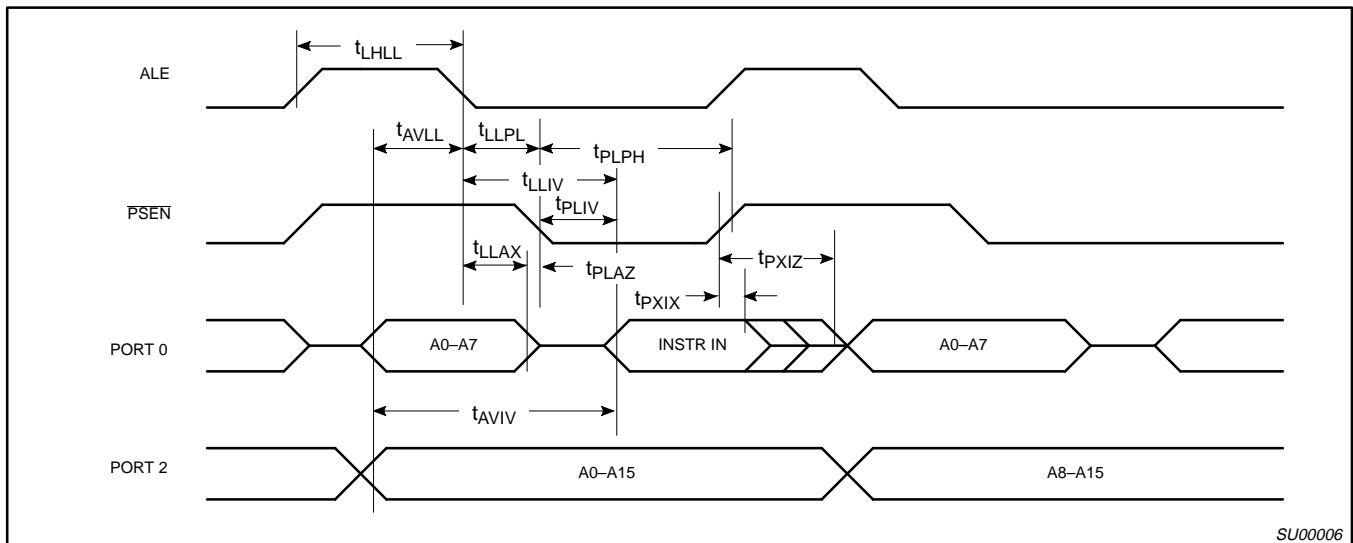 tLHLL
ALE
tAVLL
tLLPL
tPLPH
tLLIV
PSEN
tPLIV
tLLAX
tPLAZ
tPXIZ
tPXIX
PORT 0
A0–A7
INSTR IN
A0–A7
tAVIV
PORT 2
A0–A15
A8–A15
SU00006